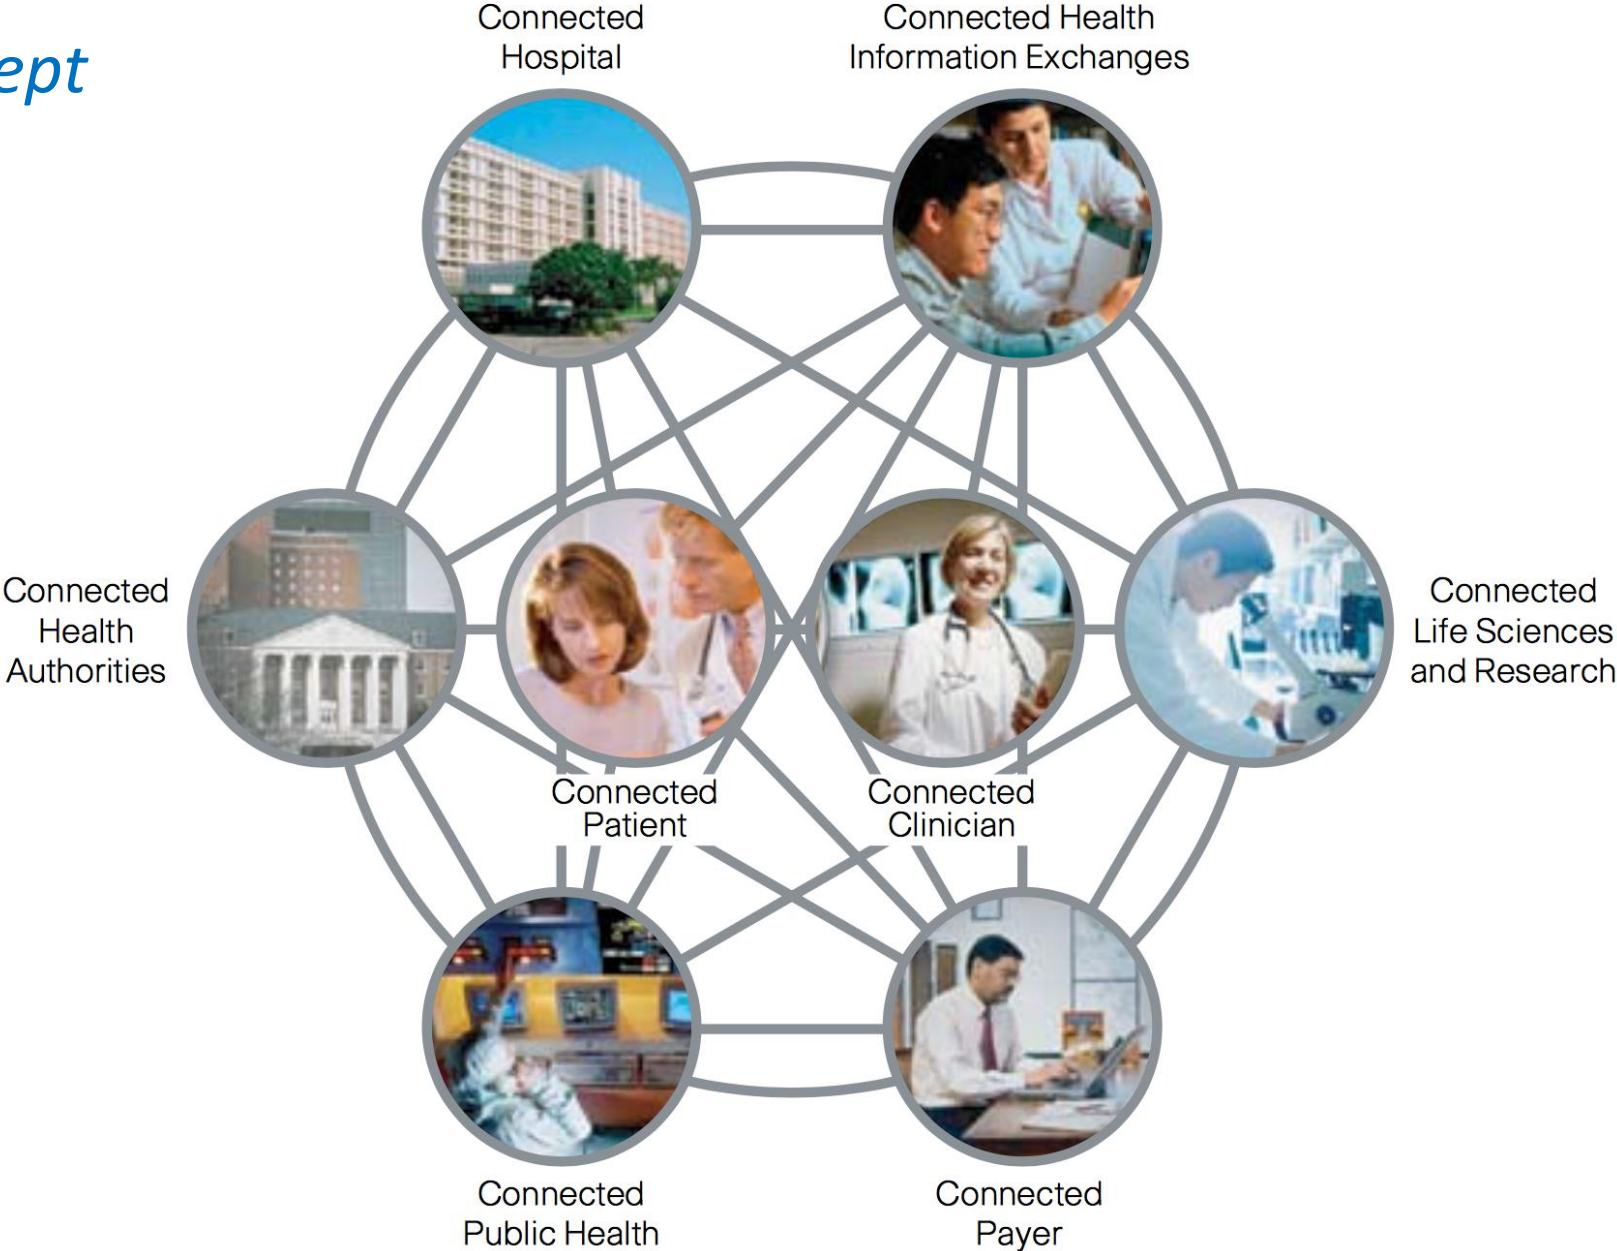 ept
Connected
Hospital
Connected Health
Information Exchanges
Connected
Health
Authorities
Connected
Life Sciences
and Research
Connected
Patient
Connected
Clinician
Connected
Public Health
Connected
Payer